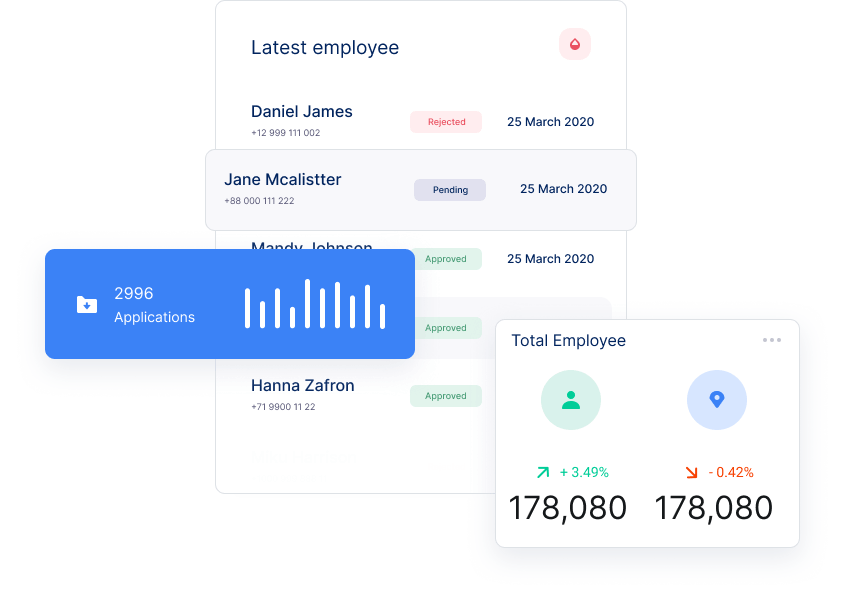 Latest employee
Daniel James
+12 999 111 002
Rejected
25 March 2020
Jane Mcalistter
+88 000 111 222
Pending
25 March 2020
Mandy Johnson
Approved
25 March 2020
2996
Applications
Approved
Hanna Zafron
+71 9900 11 22
Approved
Total Employee
+ 3.49%
- 0.42%
178,080
178,080